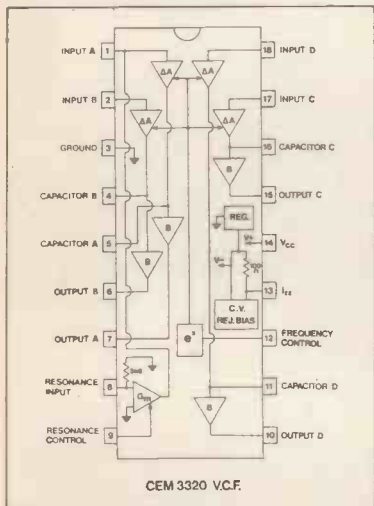 INPUT A 1
18 INPUT D
ΔA
ΔA
INPUT B 2
17 INPUT C
ΔA
ΔA
GROUND 3
16 CAPACITOR C
B
CAPACITOR B 4
15 OUTPUT C
REG.
CAPACITOR A 5
V+
14 VCC
B
V−
B
OUTPUT B 6
13 IEE
C.V.
REJ. BIAS
OUTPUT A 7
eˣ
12 FREQUENCY
CONTROL
RESONANCE
INPUT 8
Gm
11 CAPACITOR D
RESONANCE
CONTROL 9
B
10 OUTPUT D
CEM 3320 V.C.F.